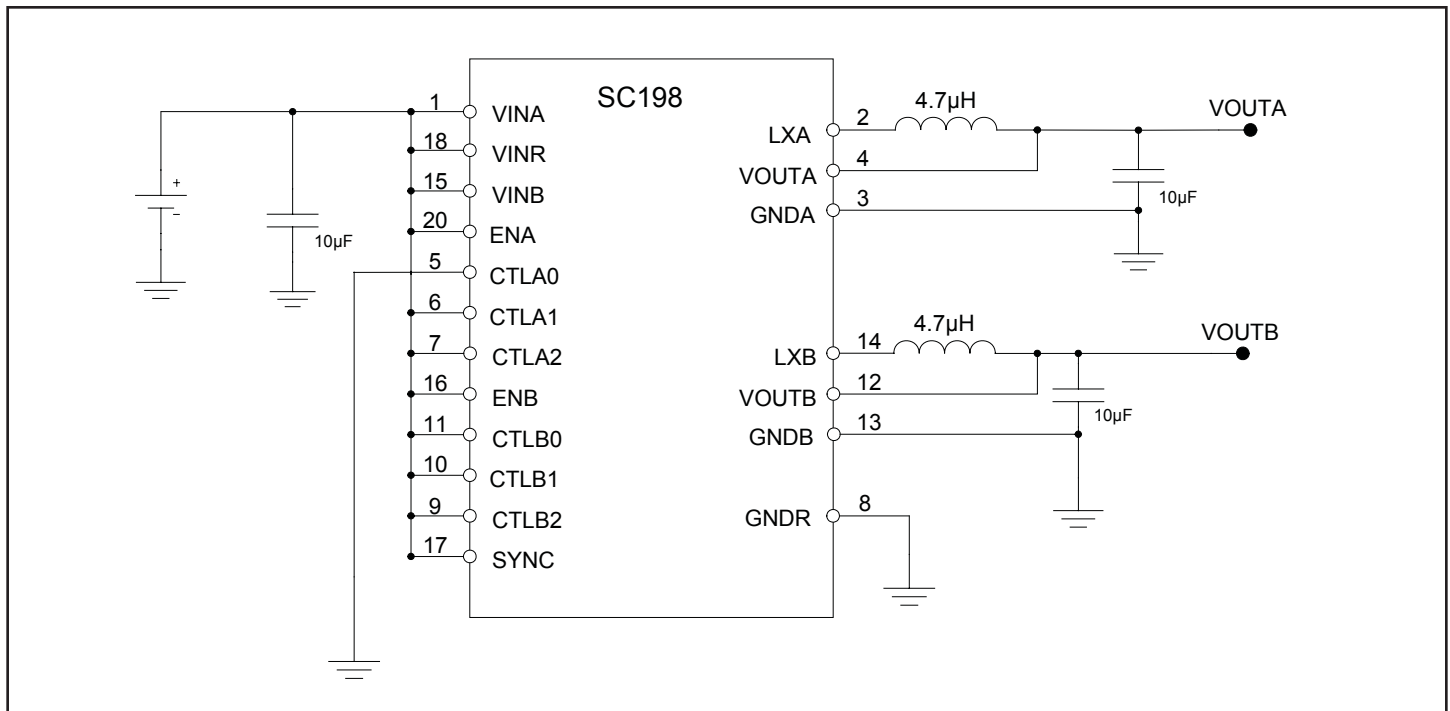 SC198
1 VINA
18 VINR
15 VINB
20 ENA
5 CTLA0
6 CTLA1
7 CTLA2
16 ENB
11 CTLB0
10 CTLB1
9 CTLB2
17 SYNC
+
−
10µF
4.7µH
VOUTA
LXA 2
VOUTA 4
GNDA 3
10µF
4.7µH
VOUTB
LXB 14
VOUTB 12
GNDB 13
10µF
GNDR 8